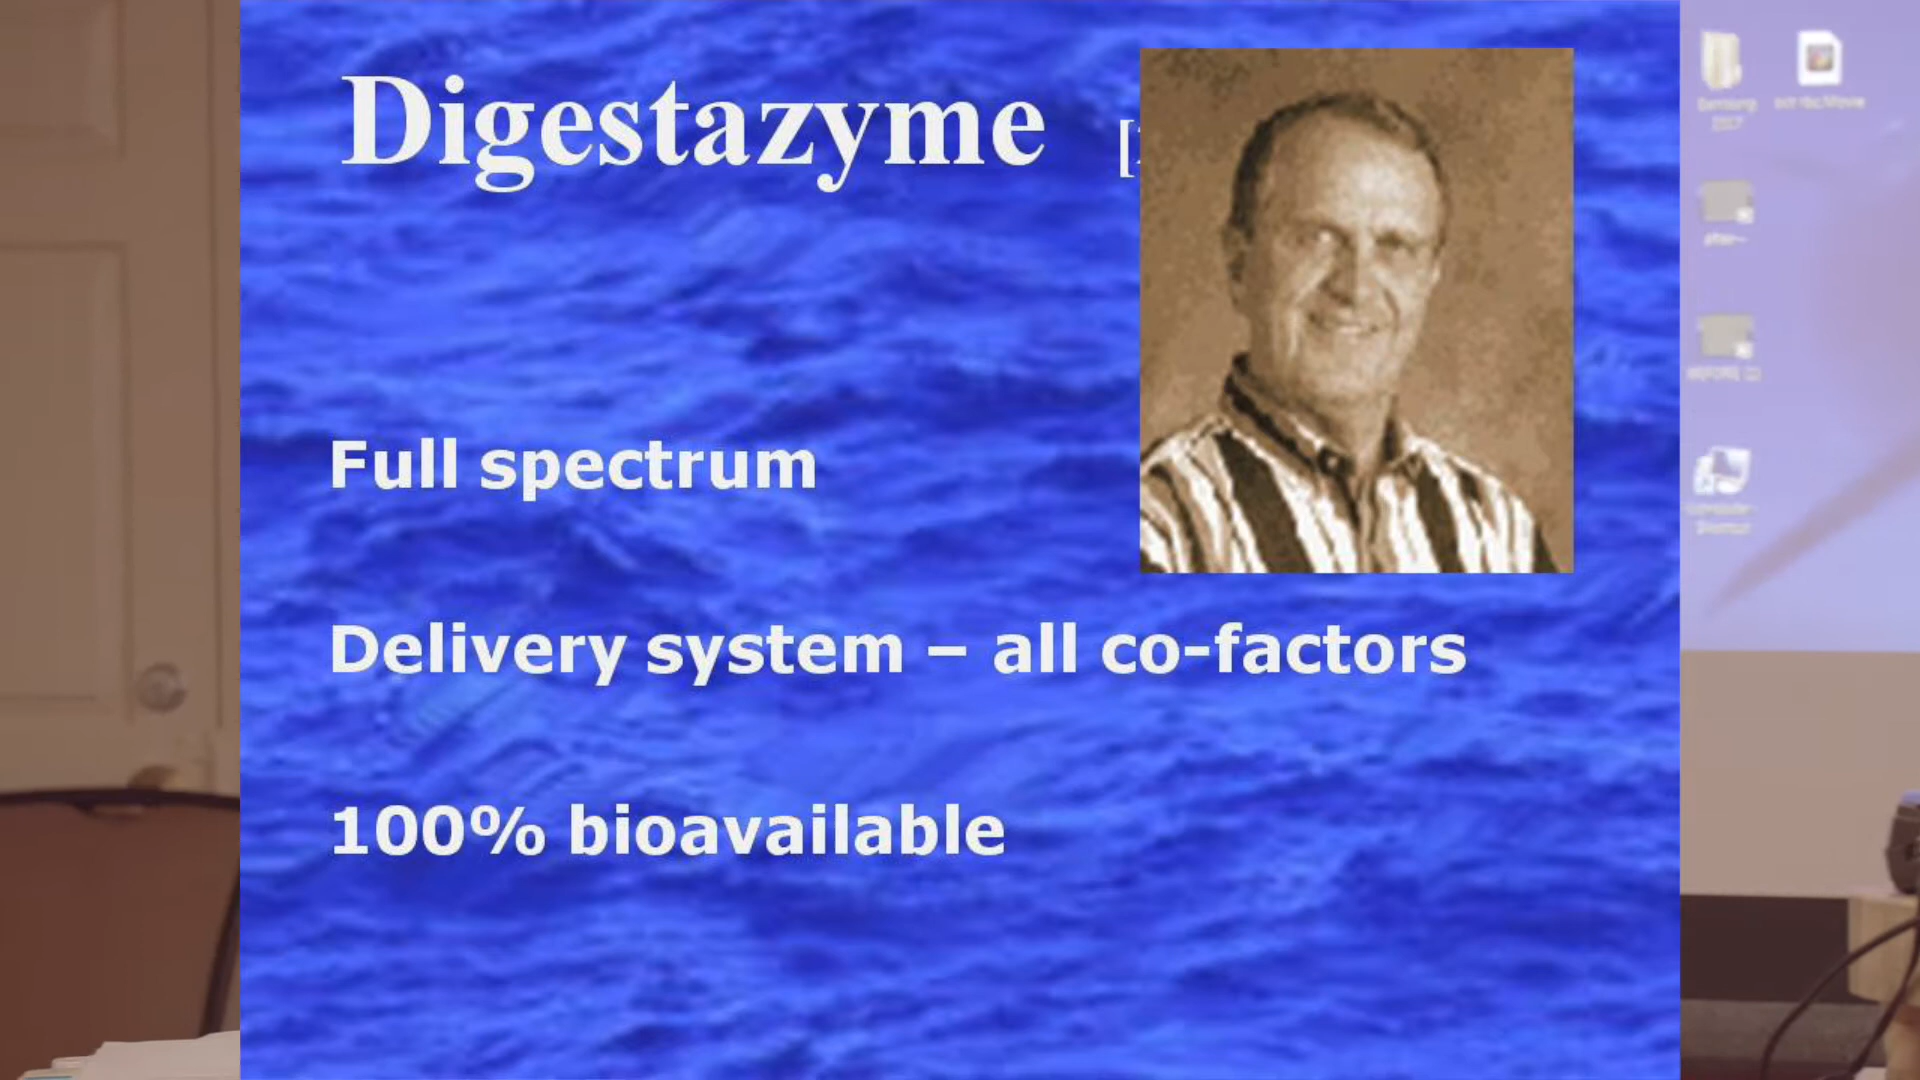 Digestazyme [
Full spectrum
Delivery system – all co-factors
100% bioavailable